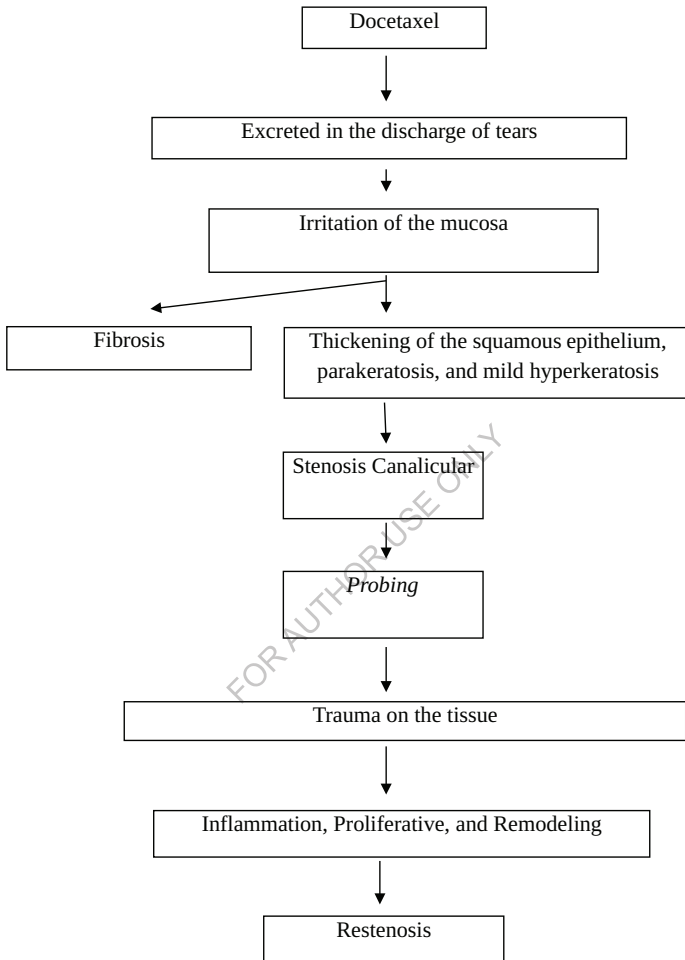 Docetaxel
Excreted in the discharge of tears
Irritation of the mucosa
Fibrosis
Thickening of the squamous epithelium,
parakeratosis, and mild hyperkeratosis
Stenosis Canalicular
Probing
Trauma on the tissue
Inflammation, Proliferative, and Remodeling
Restenosis
FOR AUTHOR USE ONLY